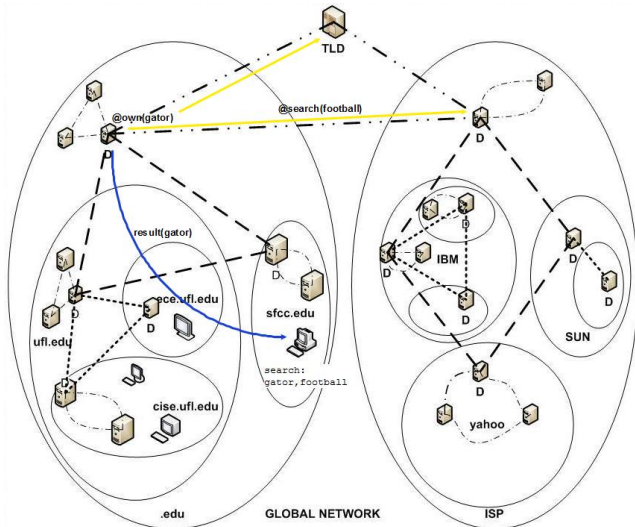 TLD
@own(gator)
@search(football)
D
D
result(gator)
D
IBM
D
D
D
D
ece.ufl.edu
D
D
sfcc.edu
D
ufl.edu
SUN
search:
gator,football
D
cise.ufl.edu
yahoo
.edu
GLOBAL NETWORK
ISP